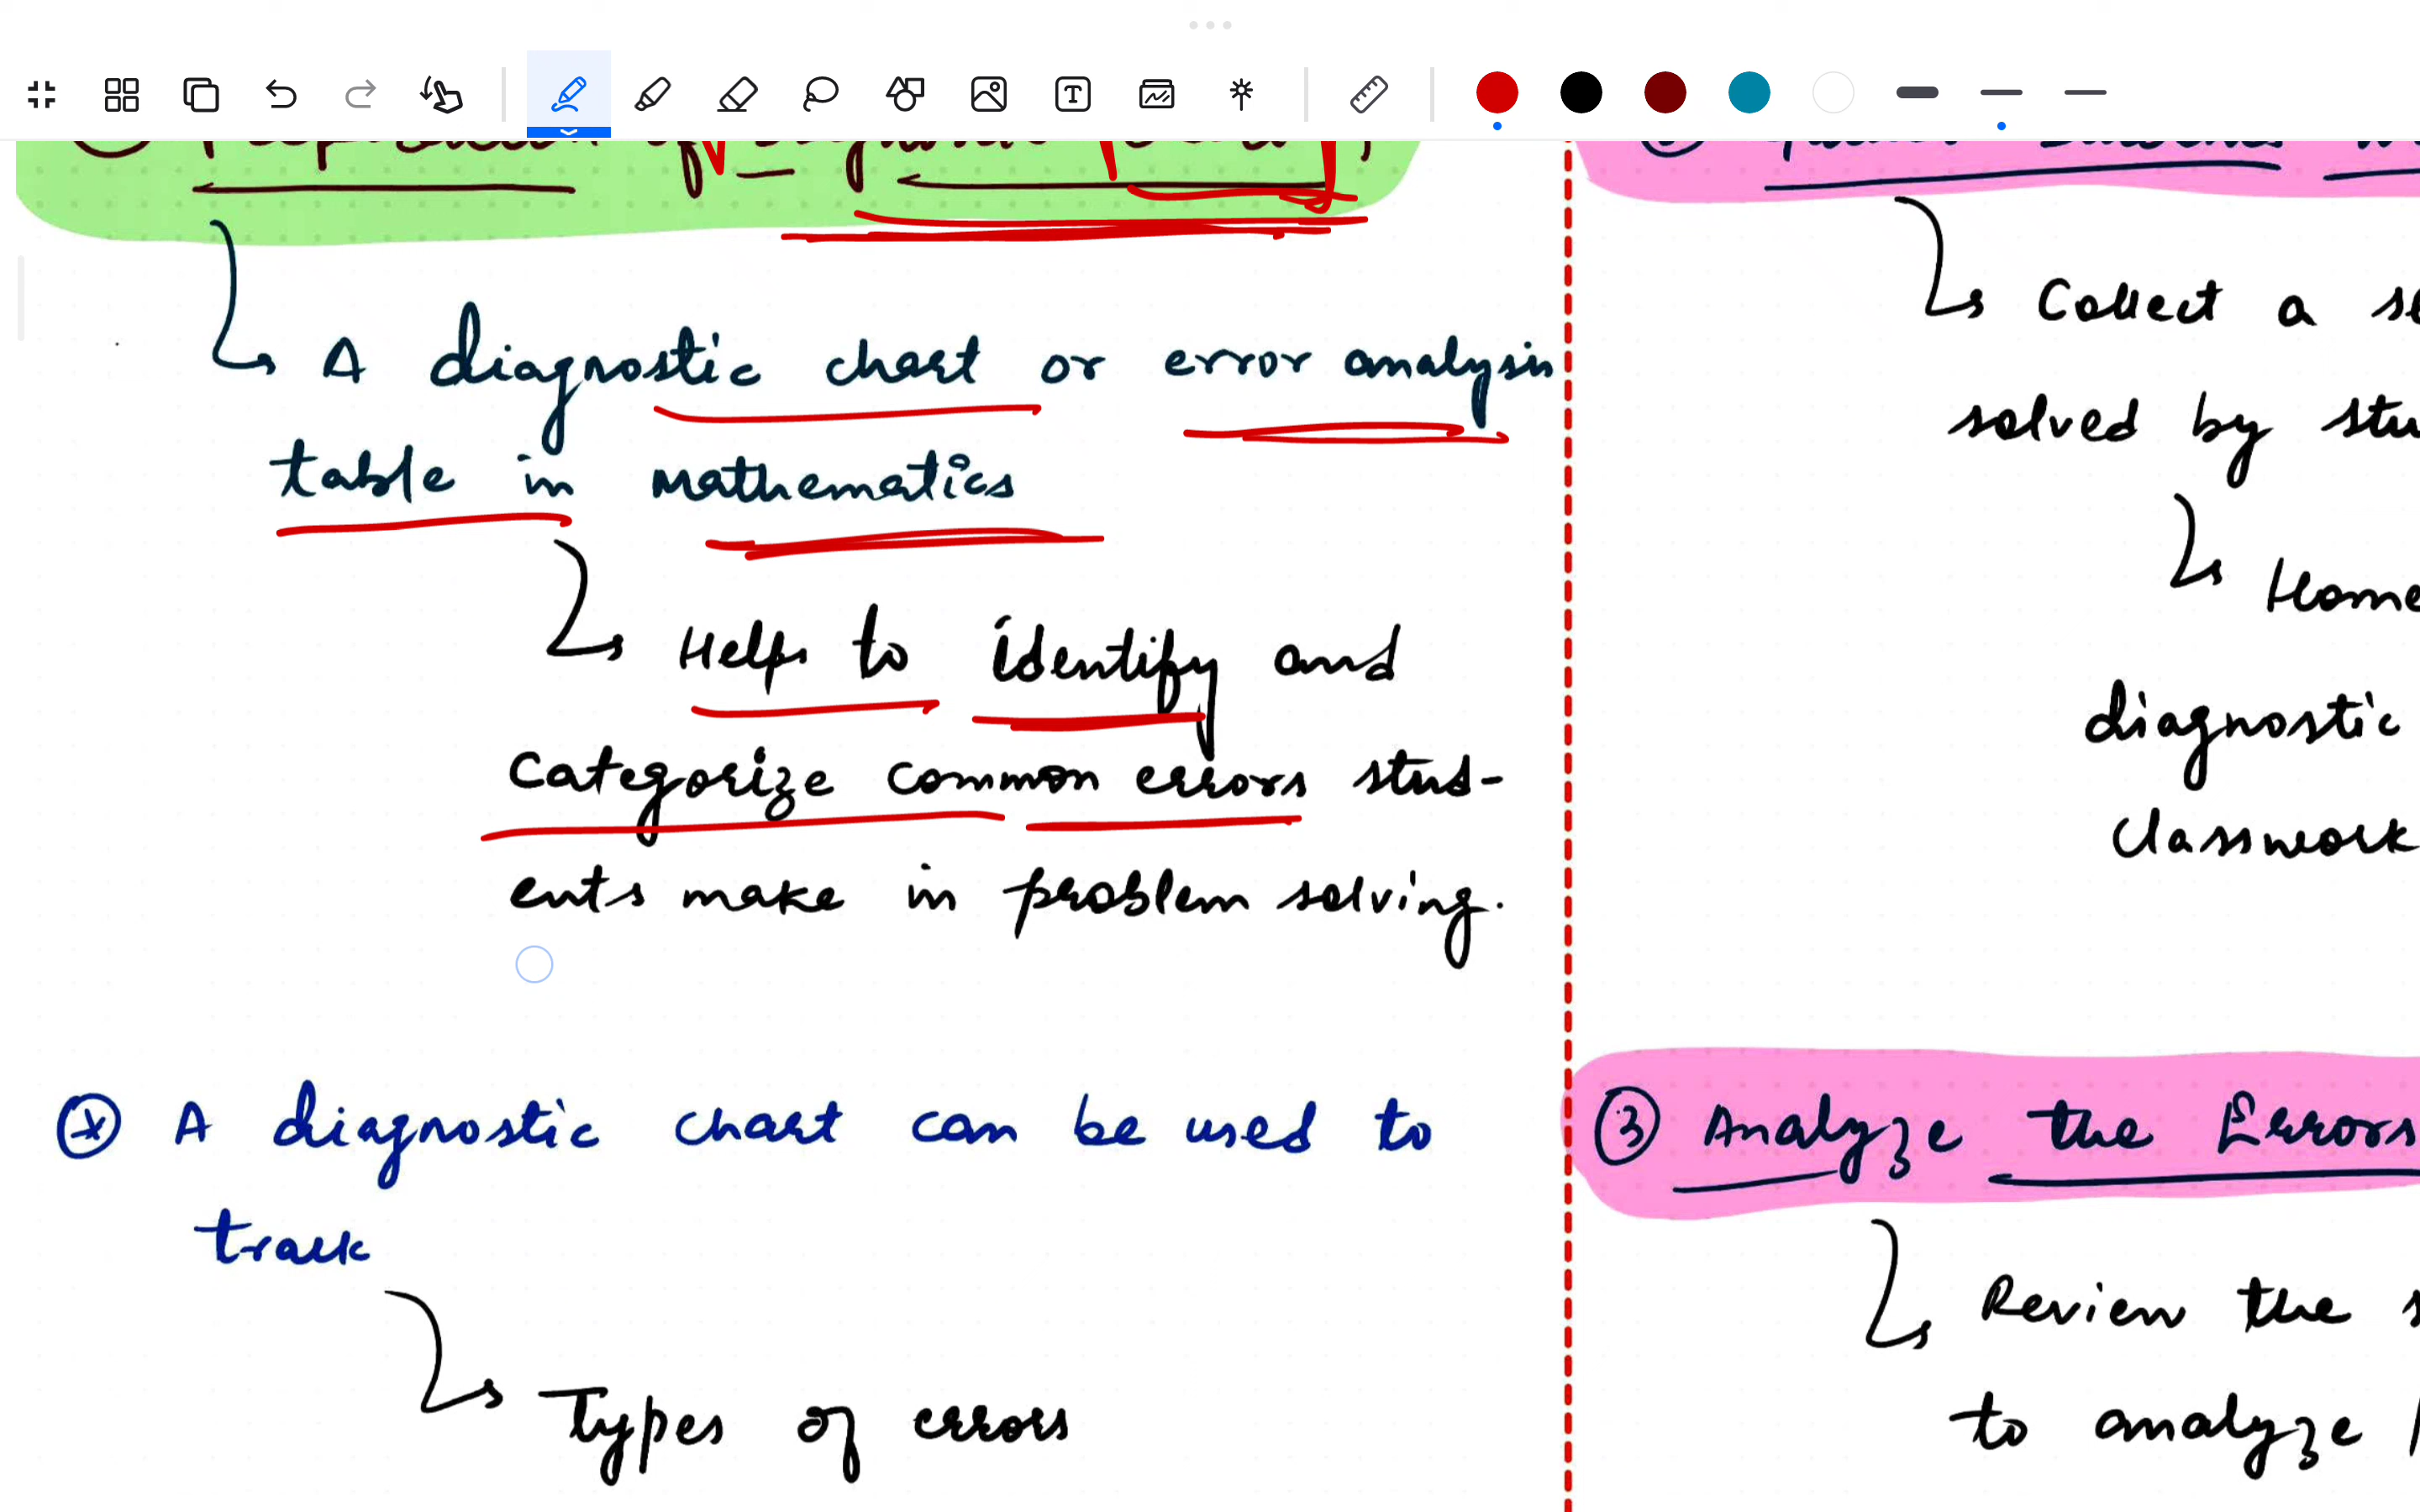 A diagnostic chart or error analysis
table in Mathematics
Help to identify and
Categorize common errors stud-
ents make in problem solving.
A diagnostic chart can be used to
track
Types of errors
Collect a
solved by
Home
diagnostic
Classwork
3 Analyze the Errors
Review the
to analyze